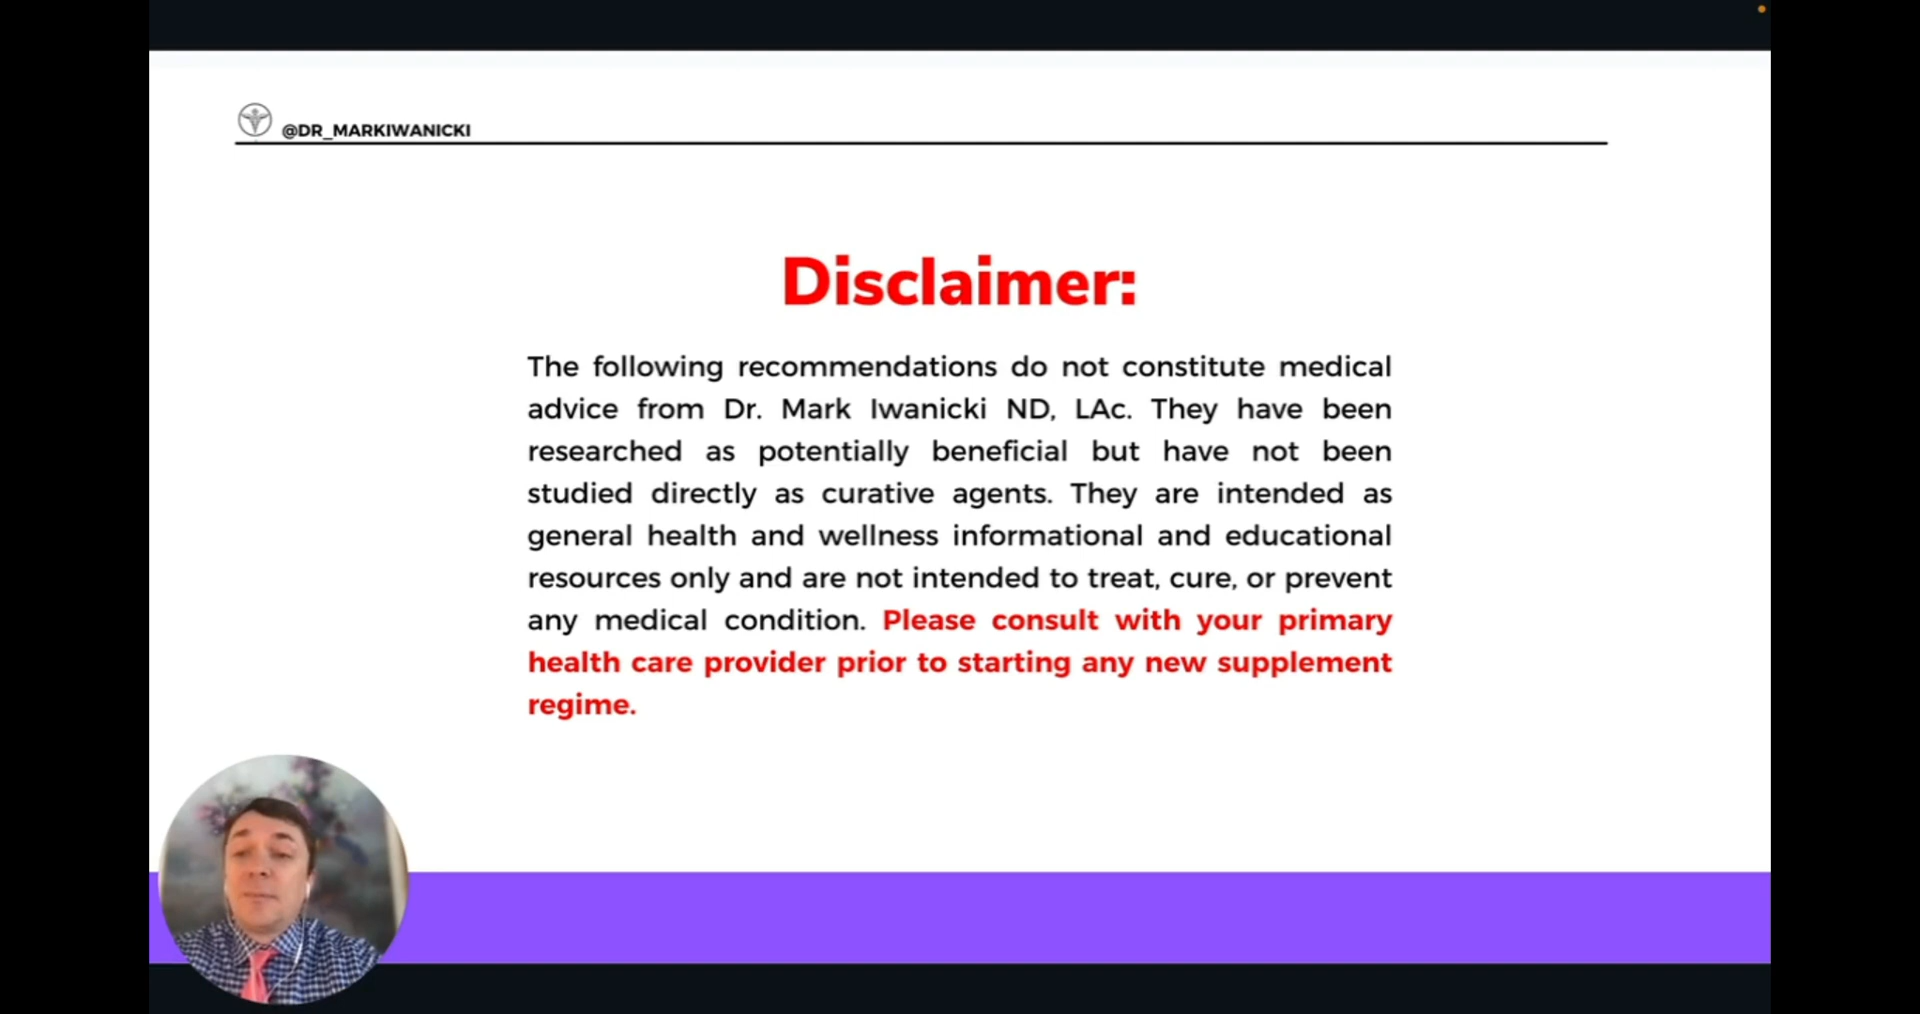 @DR_MARKIWANICKI
Disclaimer:
The following recommendations do not constitute medical
advice from Dr. Mark Iwanicki ND, LAc. They have been
researched as potentially beneficial but have not been
studied directly as curative agents. They are intended as
general health and wellness informational and educational
resources only and are not intended to treat, cure, or prevent
any medical condition. Please consult with your primary
health care provider prior to starting any new supplement
regime.